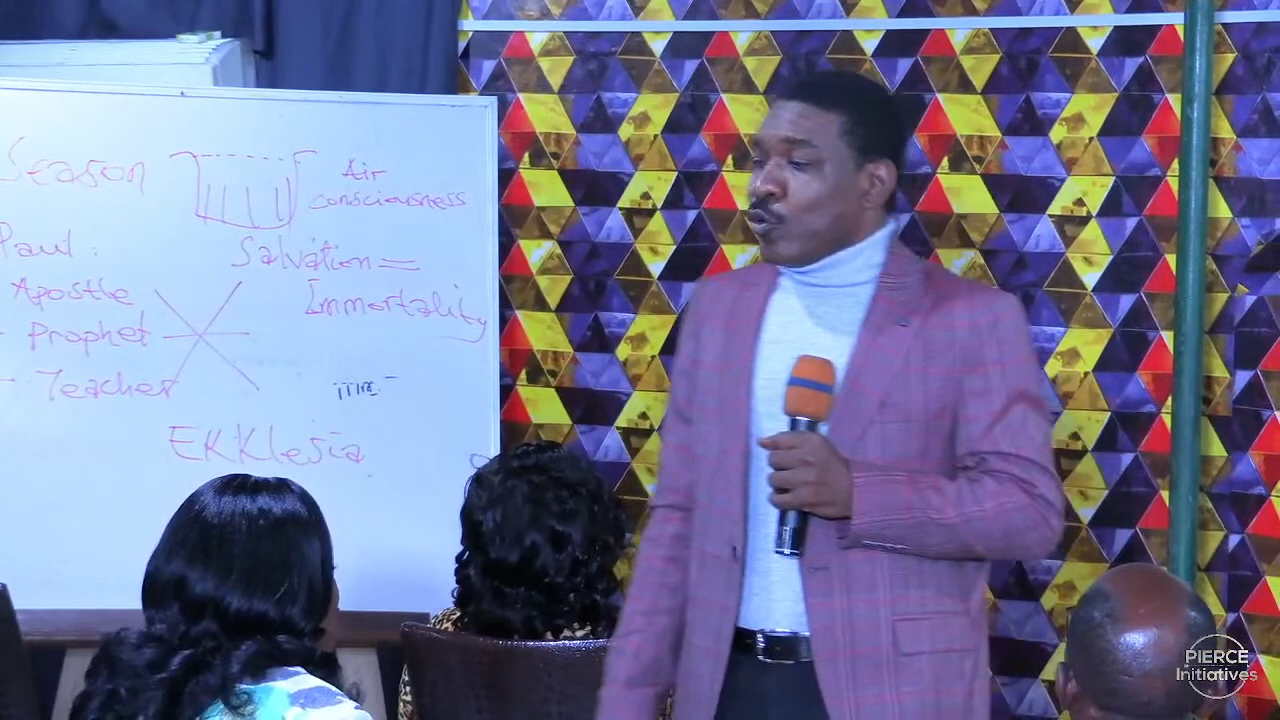 Season
Air
consciousness
Paul:
Salvation =
Immortality
Apostle
- Prophet
- Teacher
EKKlesia
PIERCE
Initiatives